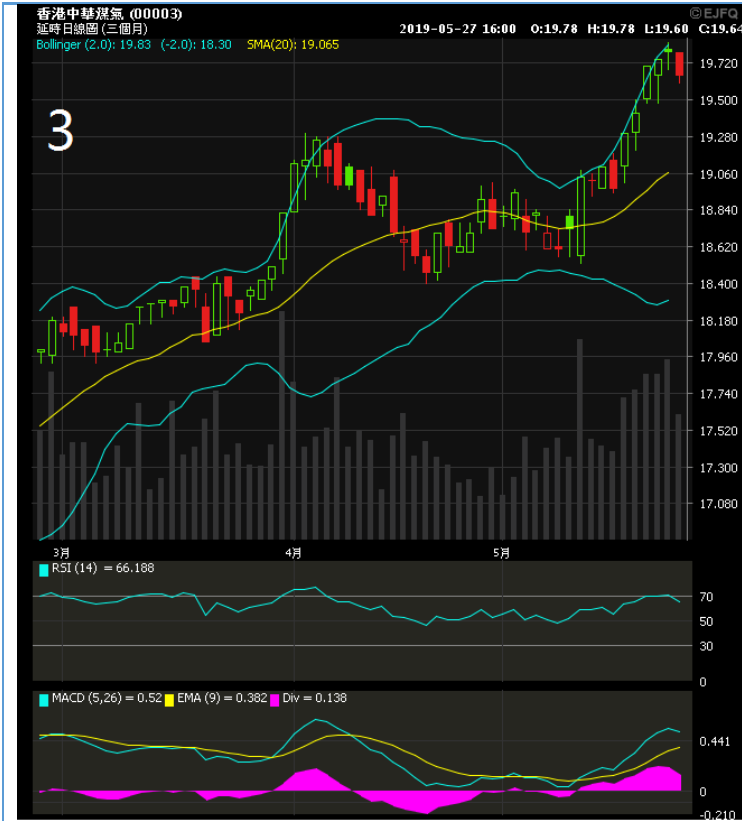 香港中華煤氣 (00003)
©EJFQ
延時日線圖 (三個月)
2019-05-27 16:00 O:19.78 H:19.78 L:19.60 C:19.64
Bollinger (2.0): 19.83 (-2.0): 18.30 SMA(20): 19.065
3
19.720
19.500
19.280
19.060
18.840
18.620
18.400
18.180
17.960
17.740
17.520
17.300
17.080
3月 4月 5月
RSI (14) = 66.188
70
50
30
0
MACD (5,26) = 0.52 EMA (9) = 0.382 Div = 0.138
0.441
0
-0.210